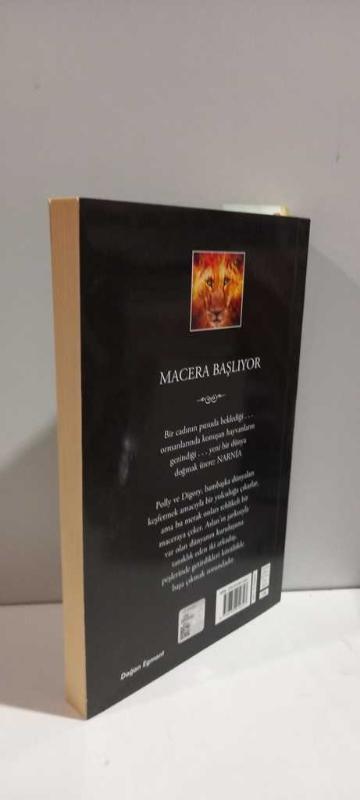 MACERA BAŞLIYOR
Bir cadının pusuda beklediği . . .
ormanlarında konuşan hayvanların
gezindiği . . . yeni bir dünya
doğmak üzere: NARNİA
Polly ve Digory, bambaşka dünyaları
keşfetmek amacıyla bir yolculuğa çıkarlar,
ama bu merak onları tehlikeli bir
maceraya çeker. Aslan'ın şarkısıyla
var olan dünyanın kuruluşuna
tanıklık eden iki arkadaş,
peşlerinde getirdikleri kötülükle
başa çıkmak zorundadır.
Doğan Egmont